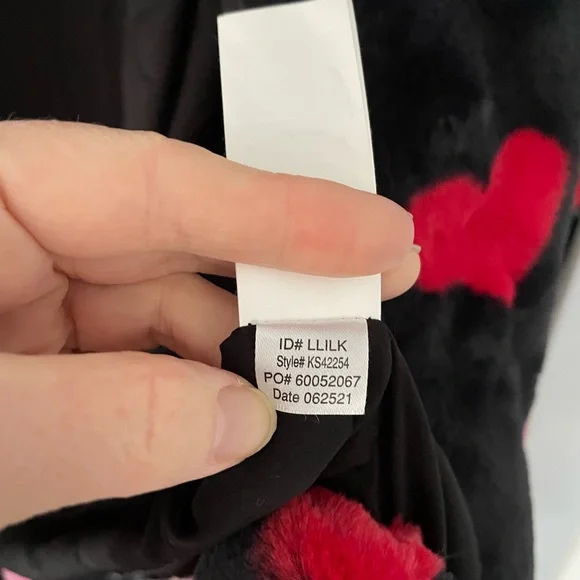 ID# LLILK
Style# KS42254
PO# 60052067
Date 062521